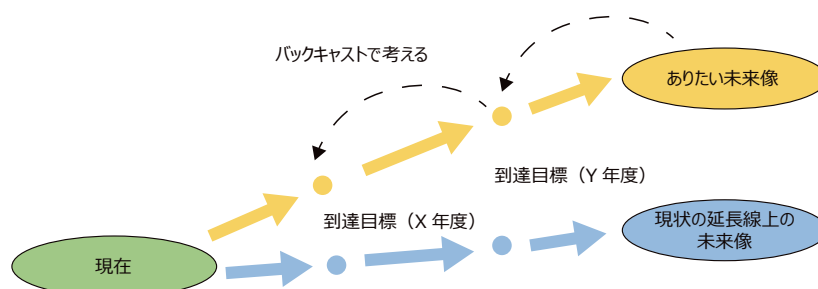 バックキャストで考える
ありたい未来像
到達目標（Y 年度）
到達目標（X 年度）
現状の延長線上の
未来像
現在